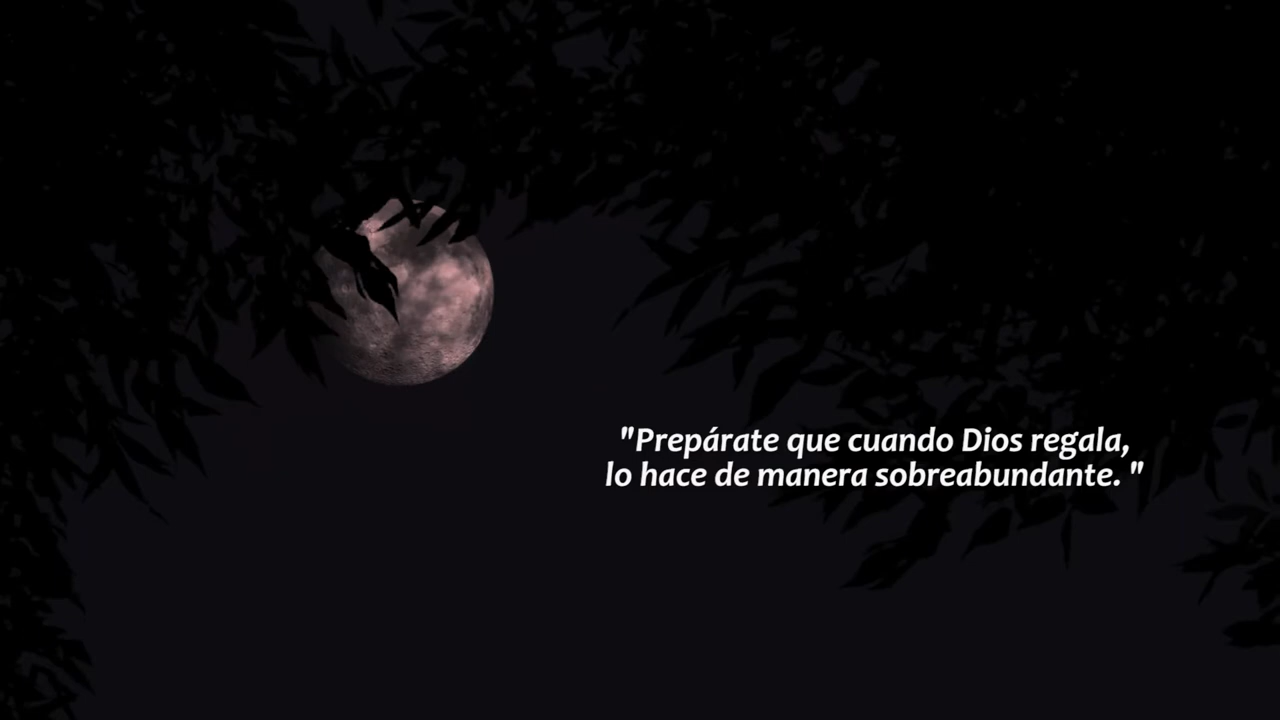 "Prepárate que cuando Dios regala,
lo hace de manera sobreabundante. "